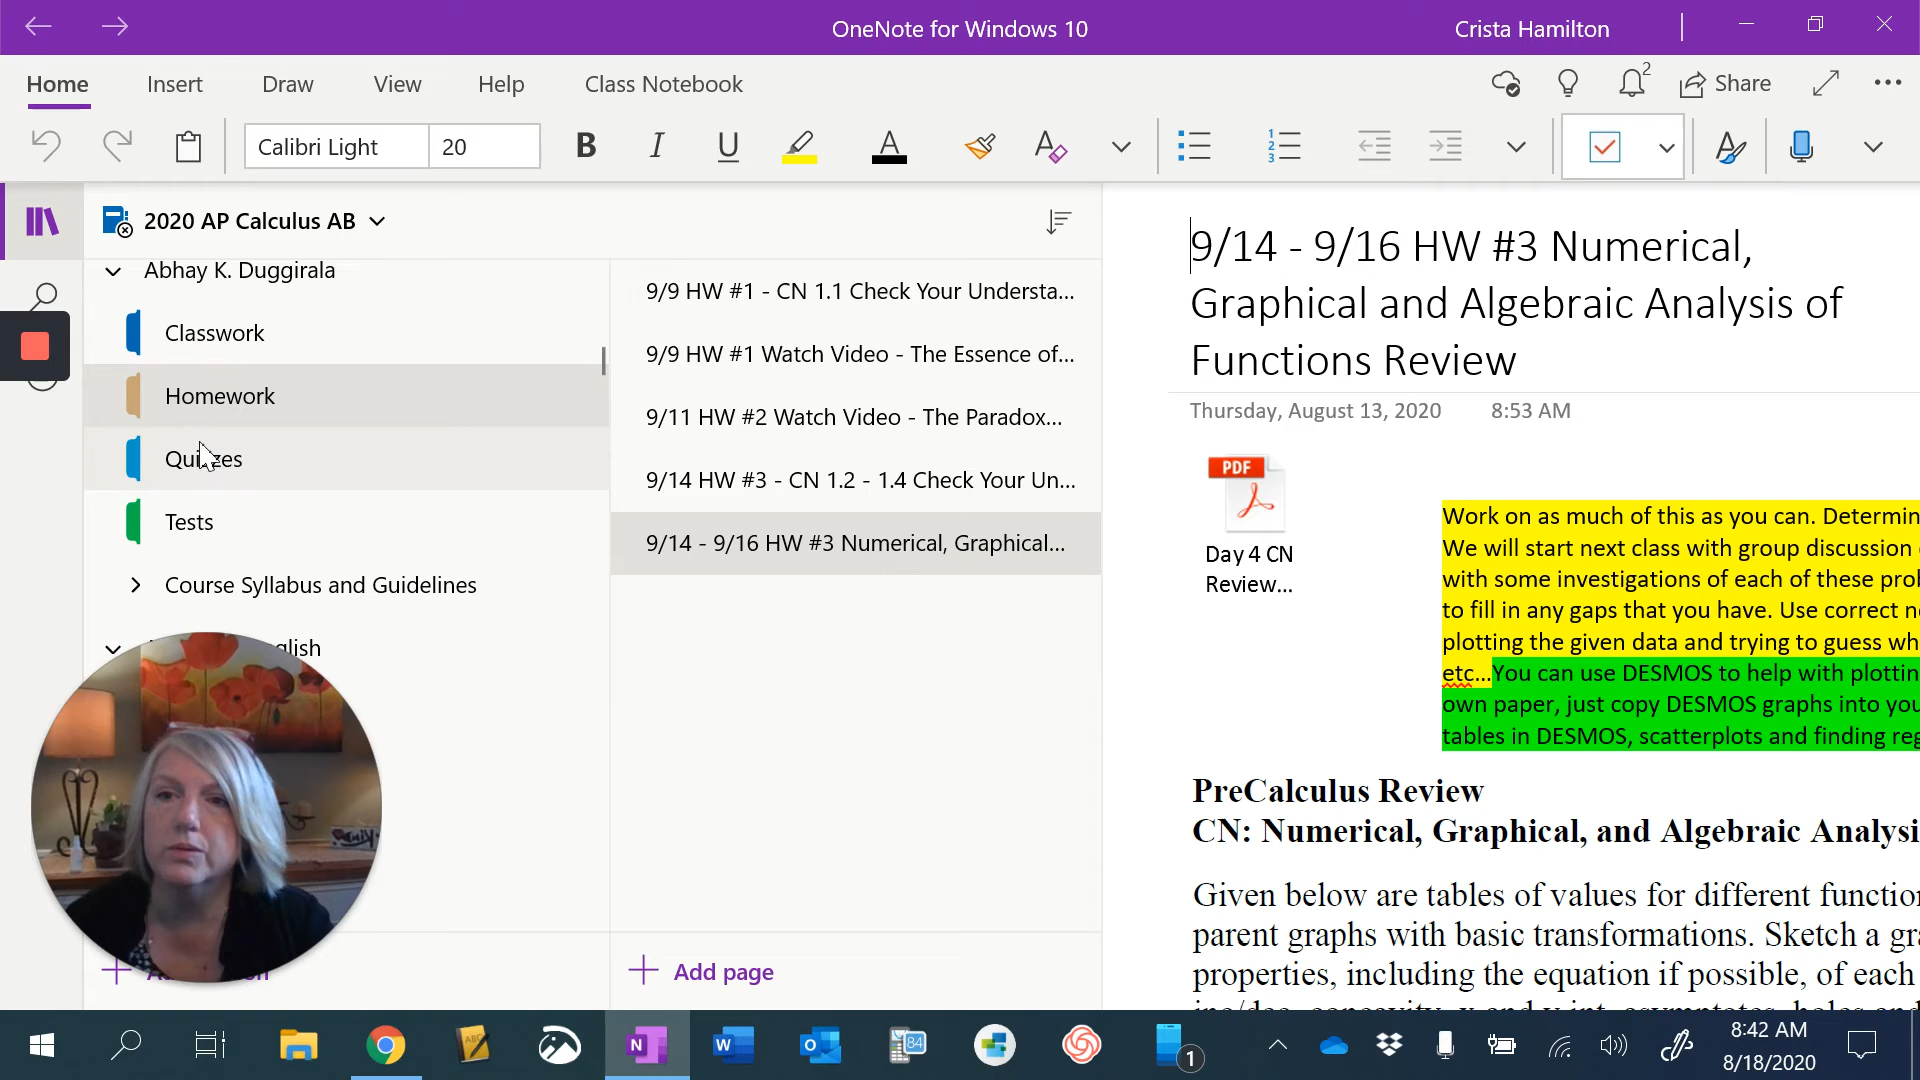 OneNote for Windows 10
Crista Hamilton
Home
Insert
Draw
View
Help
Class Notebook
2
Share
Calibri Light
20
2020 AP Calculus AB
Abhay K. Duggirala
Classwork
Homework
Quizzes
Tests
Course Syllabus and Guidelines
glish
9/9 HW #1 - CN 1.1 Check Your Understa...
9/9 HW #1 Watch Video - The Essence of...
9/11 HW #2 Watch Video - The Paradox...
9/14 HW #3 - CN 1.2 - 1.4 Check Your Un...
9/14 - 9/16 HW #3 Numerical, Graphical...
Add page
9/14 - 9/16 HW #3 Numerical,
Graphical and Algebraic Analysis of
Functions Review
Thursday, August 13, 2020
8:53 AM
PDF
Day 4 CN
Review...
Work on as much of this as you can. Determin
We will start next class with group discussion
with some investigations of each of these prob
to fill in any gaps that you have. Use correct n
plotting the given data and trying to guess wh
etc...You can use DESMOS to help with plottin
own paper, just copy DESMOS graphs into you
tables in DESMOS, scatterplots and finding reg
PreCalculus Review
CN: Numerical, Graphical, and Algebraic Analysi
Given below are tables of values for different function
parent graphs with basic transformations. Sketch a gra
properties, including the equation if possible, of each
84
1
8:42 AM
8/18/2020